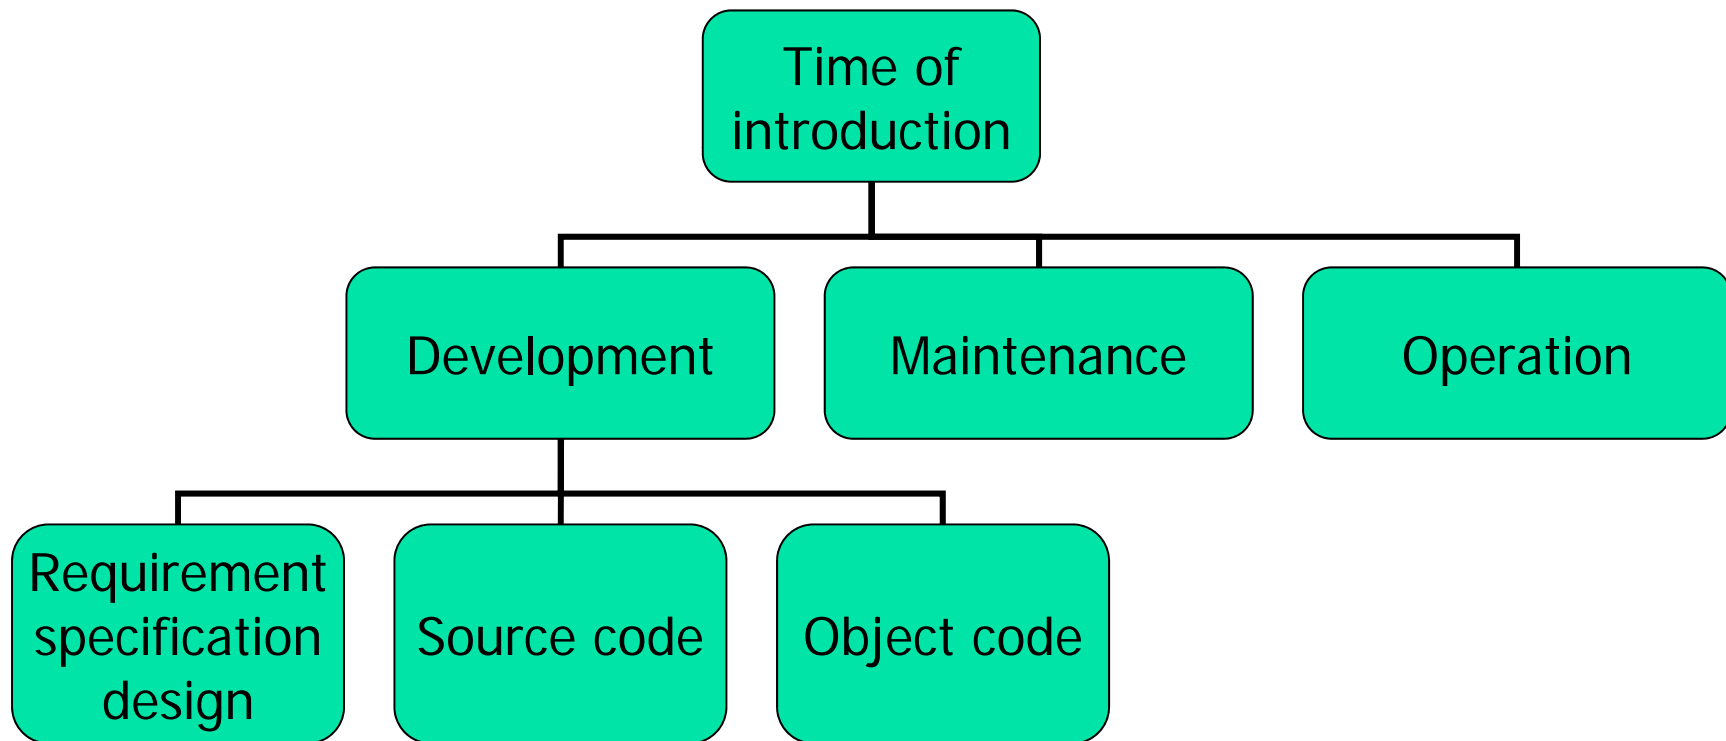 Time of
introduction
Development
Maintenance
Operation
Requirement
specification
design
Source code
Object code